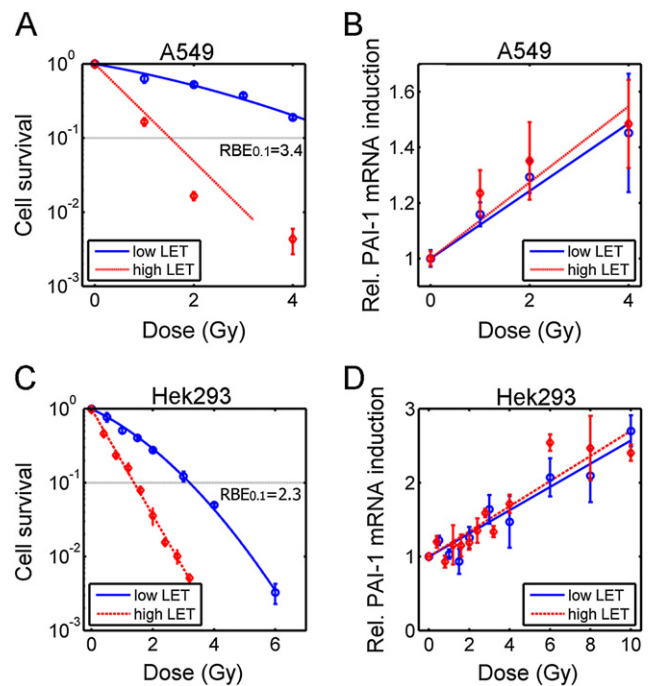 A
A549
Cell survival
10^0
10^-1
10^-2
10^-3
RBE0.1=3.4
low LET
high LET
0 2 4
Dose (Gy)
B
A549
Rel. PAI-1 mRNA induction
1.6
1.4
1.2
1
low LET
high LET
0 2 4
Dose (Gy)
C
Hek293
Cell survival
10^0
10^-1
10^-2
10^-3
RBE0.1=2.3
low LET
high LET
0 2 4 6
Dose (Gy)
D
Hek293
Rel. PAI-1 mRNA induction
3
2
1
0
low LET
high LET
0 2 4 6 8 10
Dose (Gy)